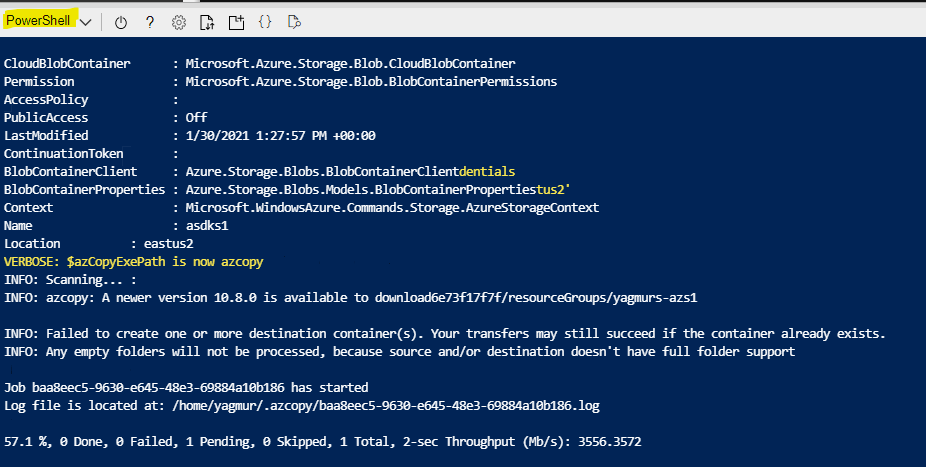 PowerShell
CloudBlobContainer : Microsoft.Azure.Storage.Blob.CloudBlobContainer
Permission : Microsoft.Azure.Storage.Blob.BlobContainerPermissions
AccessPolicy :
PublicAccess : Off
LastModified : 1/30/2021 1:27:57 PM +00:00
ContinuationToken :
BlobContainerClient : Azure.Storage.Blobs.BlobContainerClientdentials
BlobContainerProperties : Azure.Storage.Blobs.Models.BlobContainerPropertiestus2'
Context : Microsoft.WindowsAzure.Commands.Storage.AzureStorageContext
Name : asdks1
Location : eastus2
VERBOSE: $azCopyExePath is now azcopy
INFO: Scanning... :
INFO: azcopy: A newer version 10.8.0 is available to download6e73f17f7f/resourceGroups/yagmurs-azs1
INFO: Failed to create one or more destination container(s). Your transfers may still succeed if the container already exists.
INFO: Any empty folders will not be processed, because source and/or destination doesn't have full folder support
Job baa8eec5-9630-e645-48e3-69884a10b186 has started
Log file is located at: /home/yagmur/.azcopy/baa8eec5-9630-e645-48e3-69884a10b186.log
57.1 %, 0 Done, 0 Failed, 1 Pending, 0 Skipped, 1 Total, 2-sec Throughput (Mb/s): 3556.3572